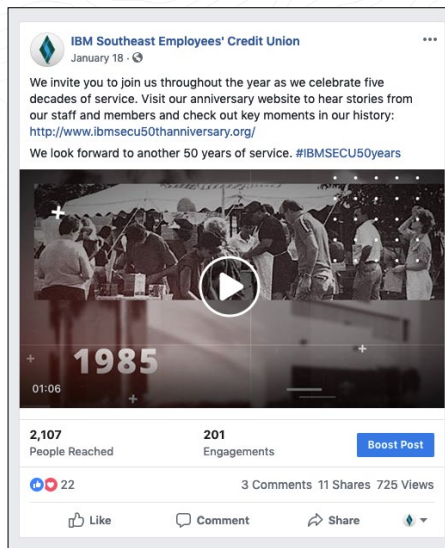 IBM Southeast Employees' Credit Union
January 18 ·
We invite you to join us throughout the year as we celebrate five
decades of service. Visit our anniversary website to hear stories from
our staff and members and check out key moments in our history:
http://www.ibmsecu50thanniversary.org/
We look forward to another 50 years of service. #IBMSECU50years
1985
01:06
2,107
People Reached
201
Engagements
Boost Post
22
3 Comments 11 Shares 725 Views
Like
Comment
Share